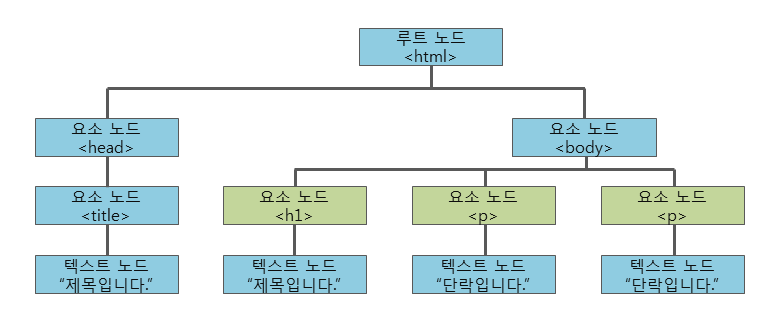 루트 노드
<html>
요소 노드
<head>
요소 노드
<body>
요소 노드
<title>
요소 노드
<h1>
요소 노드
<p>
요소 노드
<p>
텍스트 노드
“제목입니다.”
텍스트 노드
“제목입니다.”
텍스트 노드
“단락입니다.”
텍스트 노드
“단락입니다.”